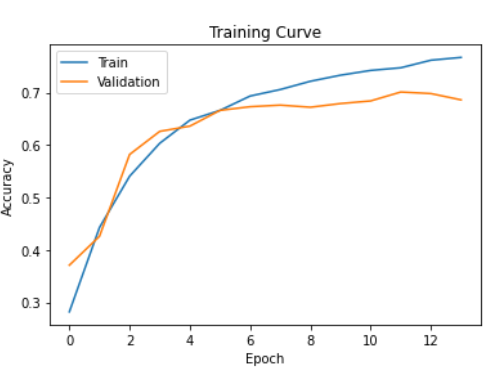 Training Curve
Train
Validation
Accuracy
0.7
0.6
0.5
0.4
0.3
0 2 4 6 8 10 12
Epoch